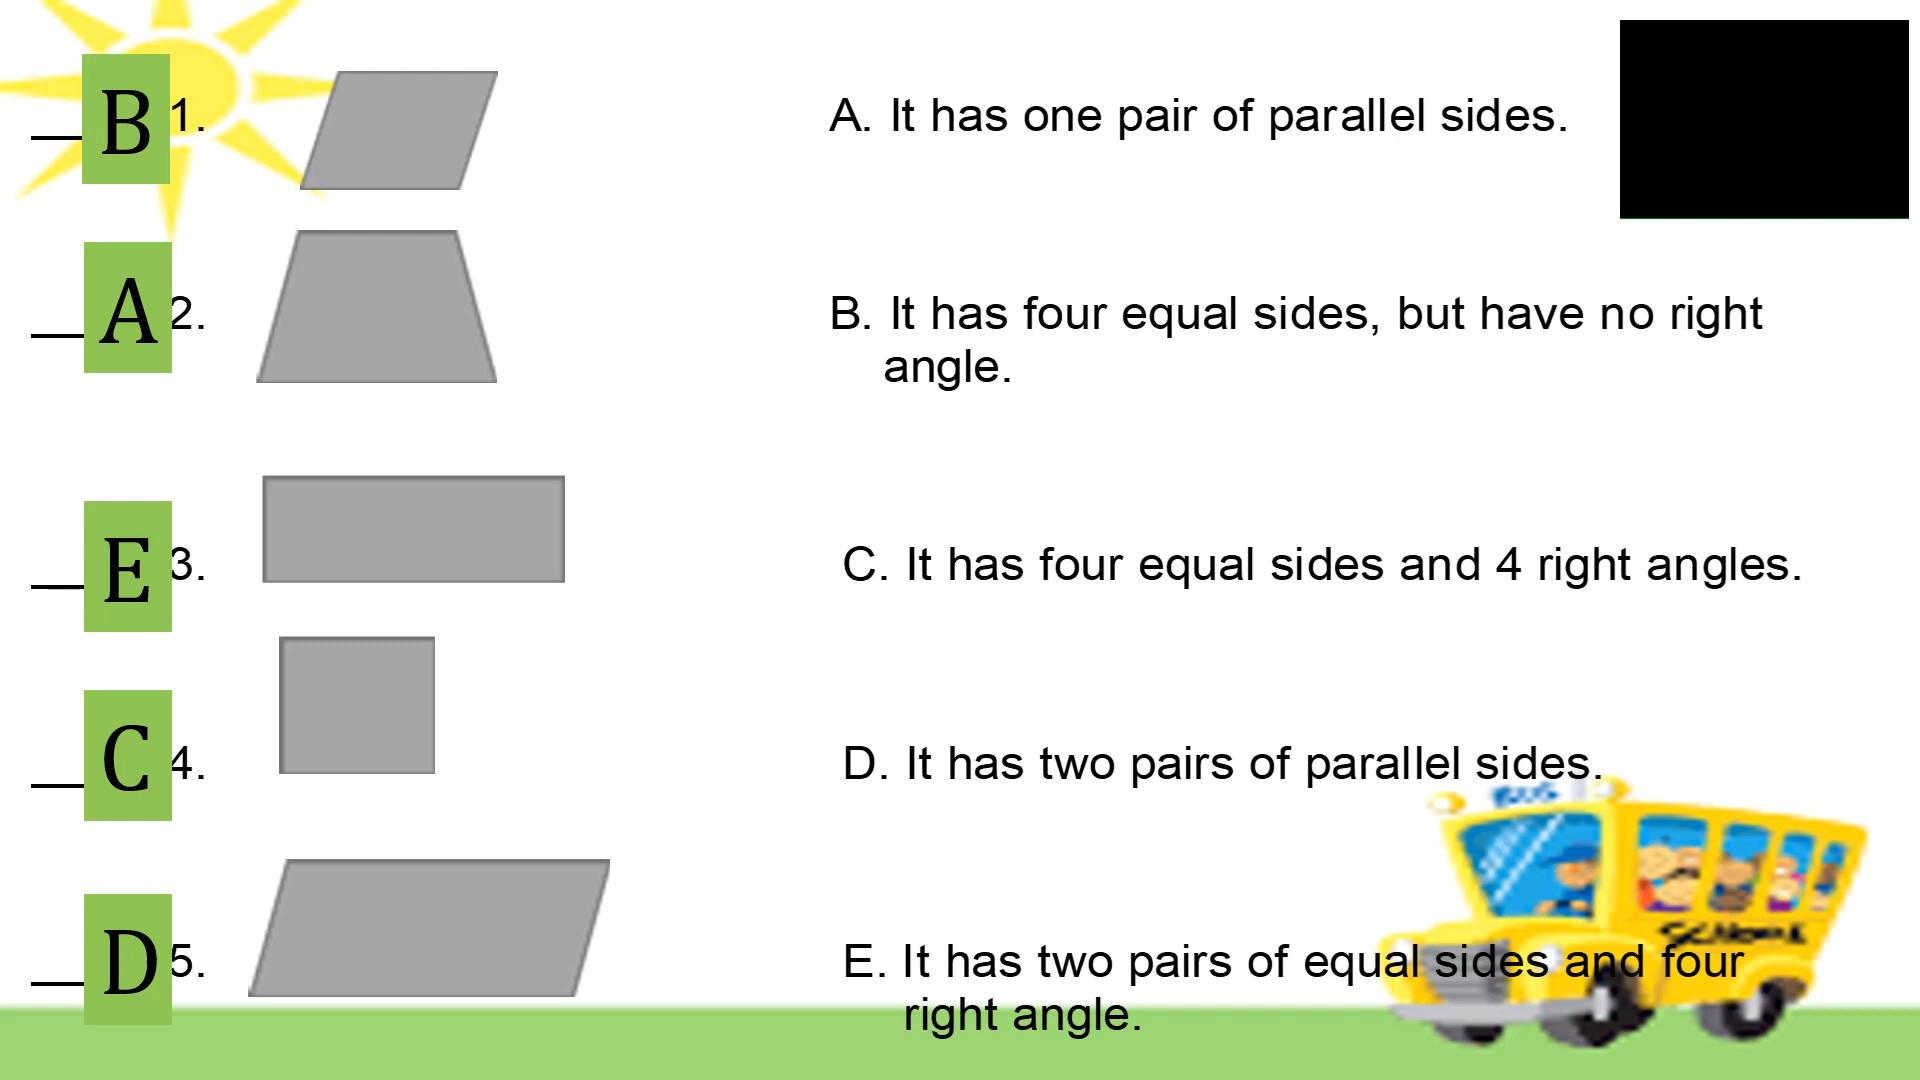 B 1. A. It has one pair of parallel sides.
A 2. B. It has four equal sides, but have no right
angle.
E 3. C. It has four equal sides and 4 right angles.
C 4. D. It has two pairs of parallel sides.
BUS
SCHOOL
D 5. E. It has two pairs of equal sides and four
right angle.